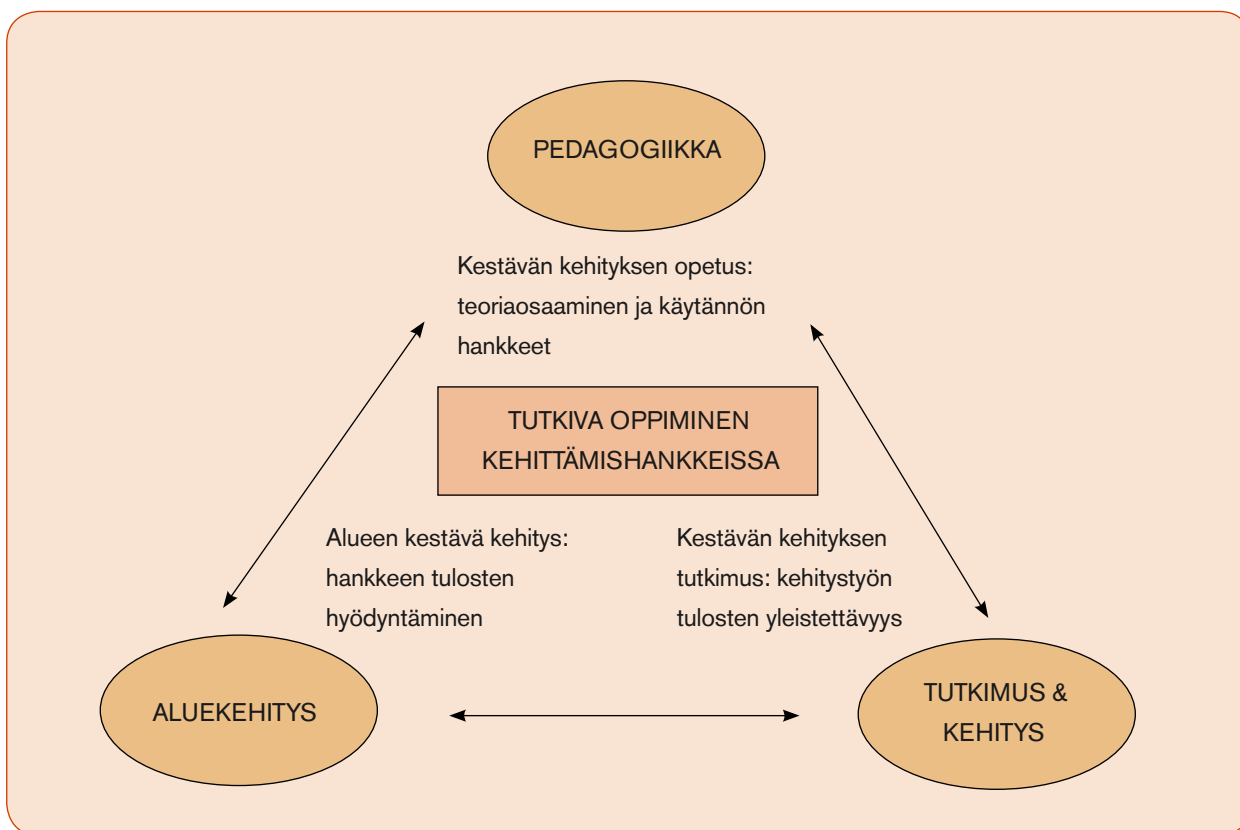 PEDAGOGIIKKA
Kestävän kehityksen opetus:
teoriaosaaminen ja käytännön
hankkeet
TUTKIVA OPPIMINEN
KEHITTÄMISHANKKEISSA
Alueen kestävä kehitys:
hankkeen tulosten
hyödyntäminen
Kestävän kehityksen
tutkimus: kehitystyön
tulosten yleistettävyys
ALUEKEHITYS
TUTKIMUS &
KEHITYS